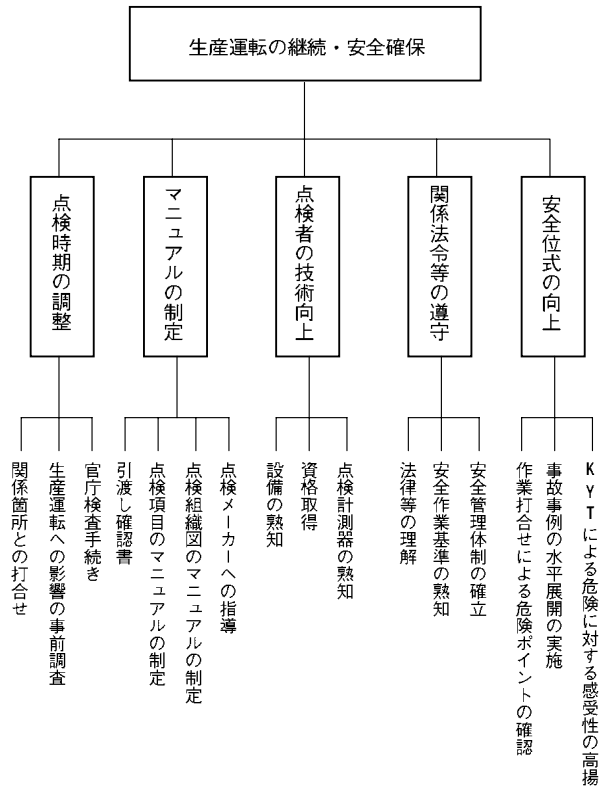 生産運転の継続・安全確保
点検時期の調整
マニュアルの制定
点検者の技術向上
関係法令等の遵守
安全位式の向上
関係箇所との打合せ
生産運転への影響の事前調査
官庁検査手続き
引渡し確認書
点検項目のマニュアルの制定
点検組織図のマニュアルの制定
点検メーカーへの指導
設備の熟知
資格取得
点検計測器の熟知
法律等の理解
安全作業基準の熟知
安全管理体制の確立
作業打合せによる危険ポイントの確認
事故事例の水平展開の実施
KYTによる危険に対する感受性の高揚